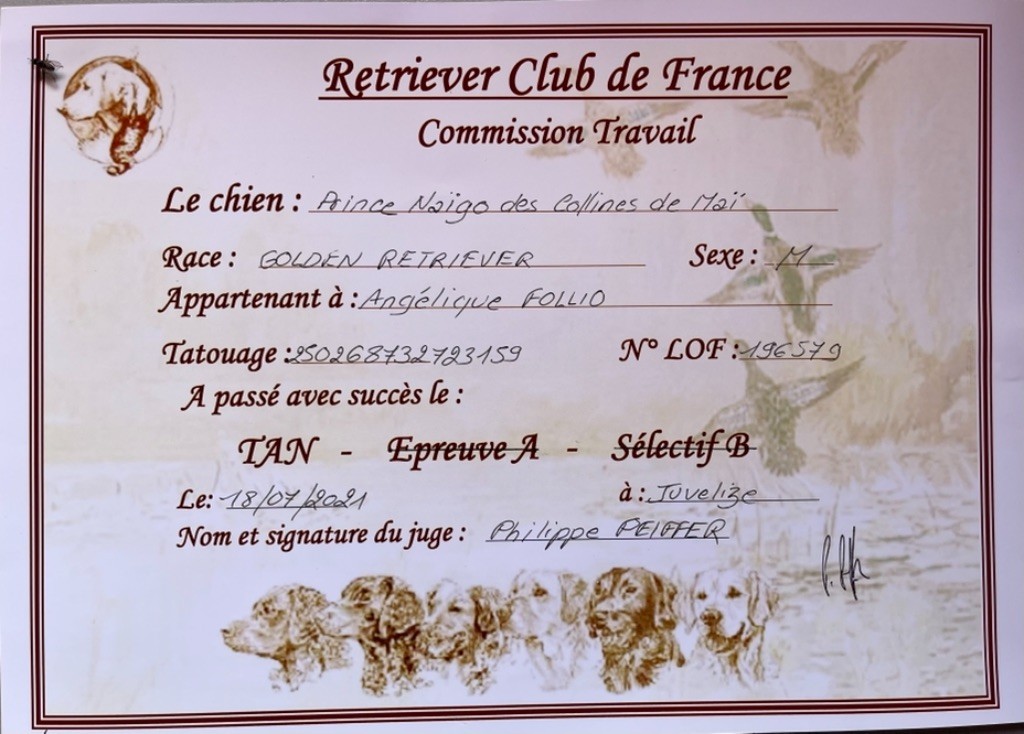 Retriever Club de France
Commission Travail
Le chien : Prince Naïgo des Collines de Maï
Race : GOLDEN RETRIEVER Sexe : M
Appartenant à : Angélique FOLLIO
Tatouage : 250268732723159 N° LOF : 196579
A passé avec succès le :
TAN - Epreuve A - Sélectif B
Le: 18/07/2021 à : Juvelize
Nom et signature du juge : Philippe PEIFFER